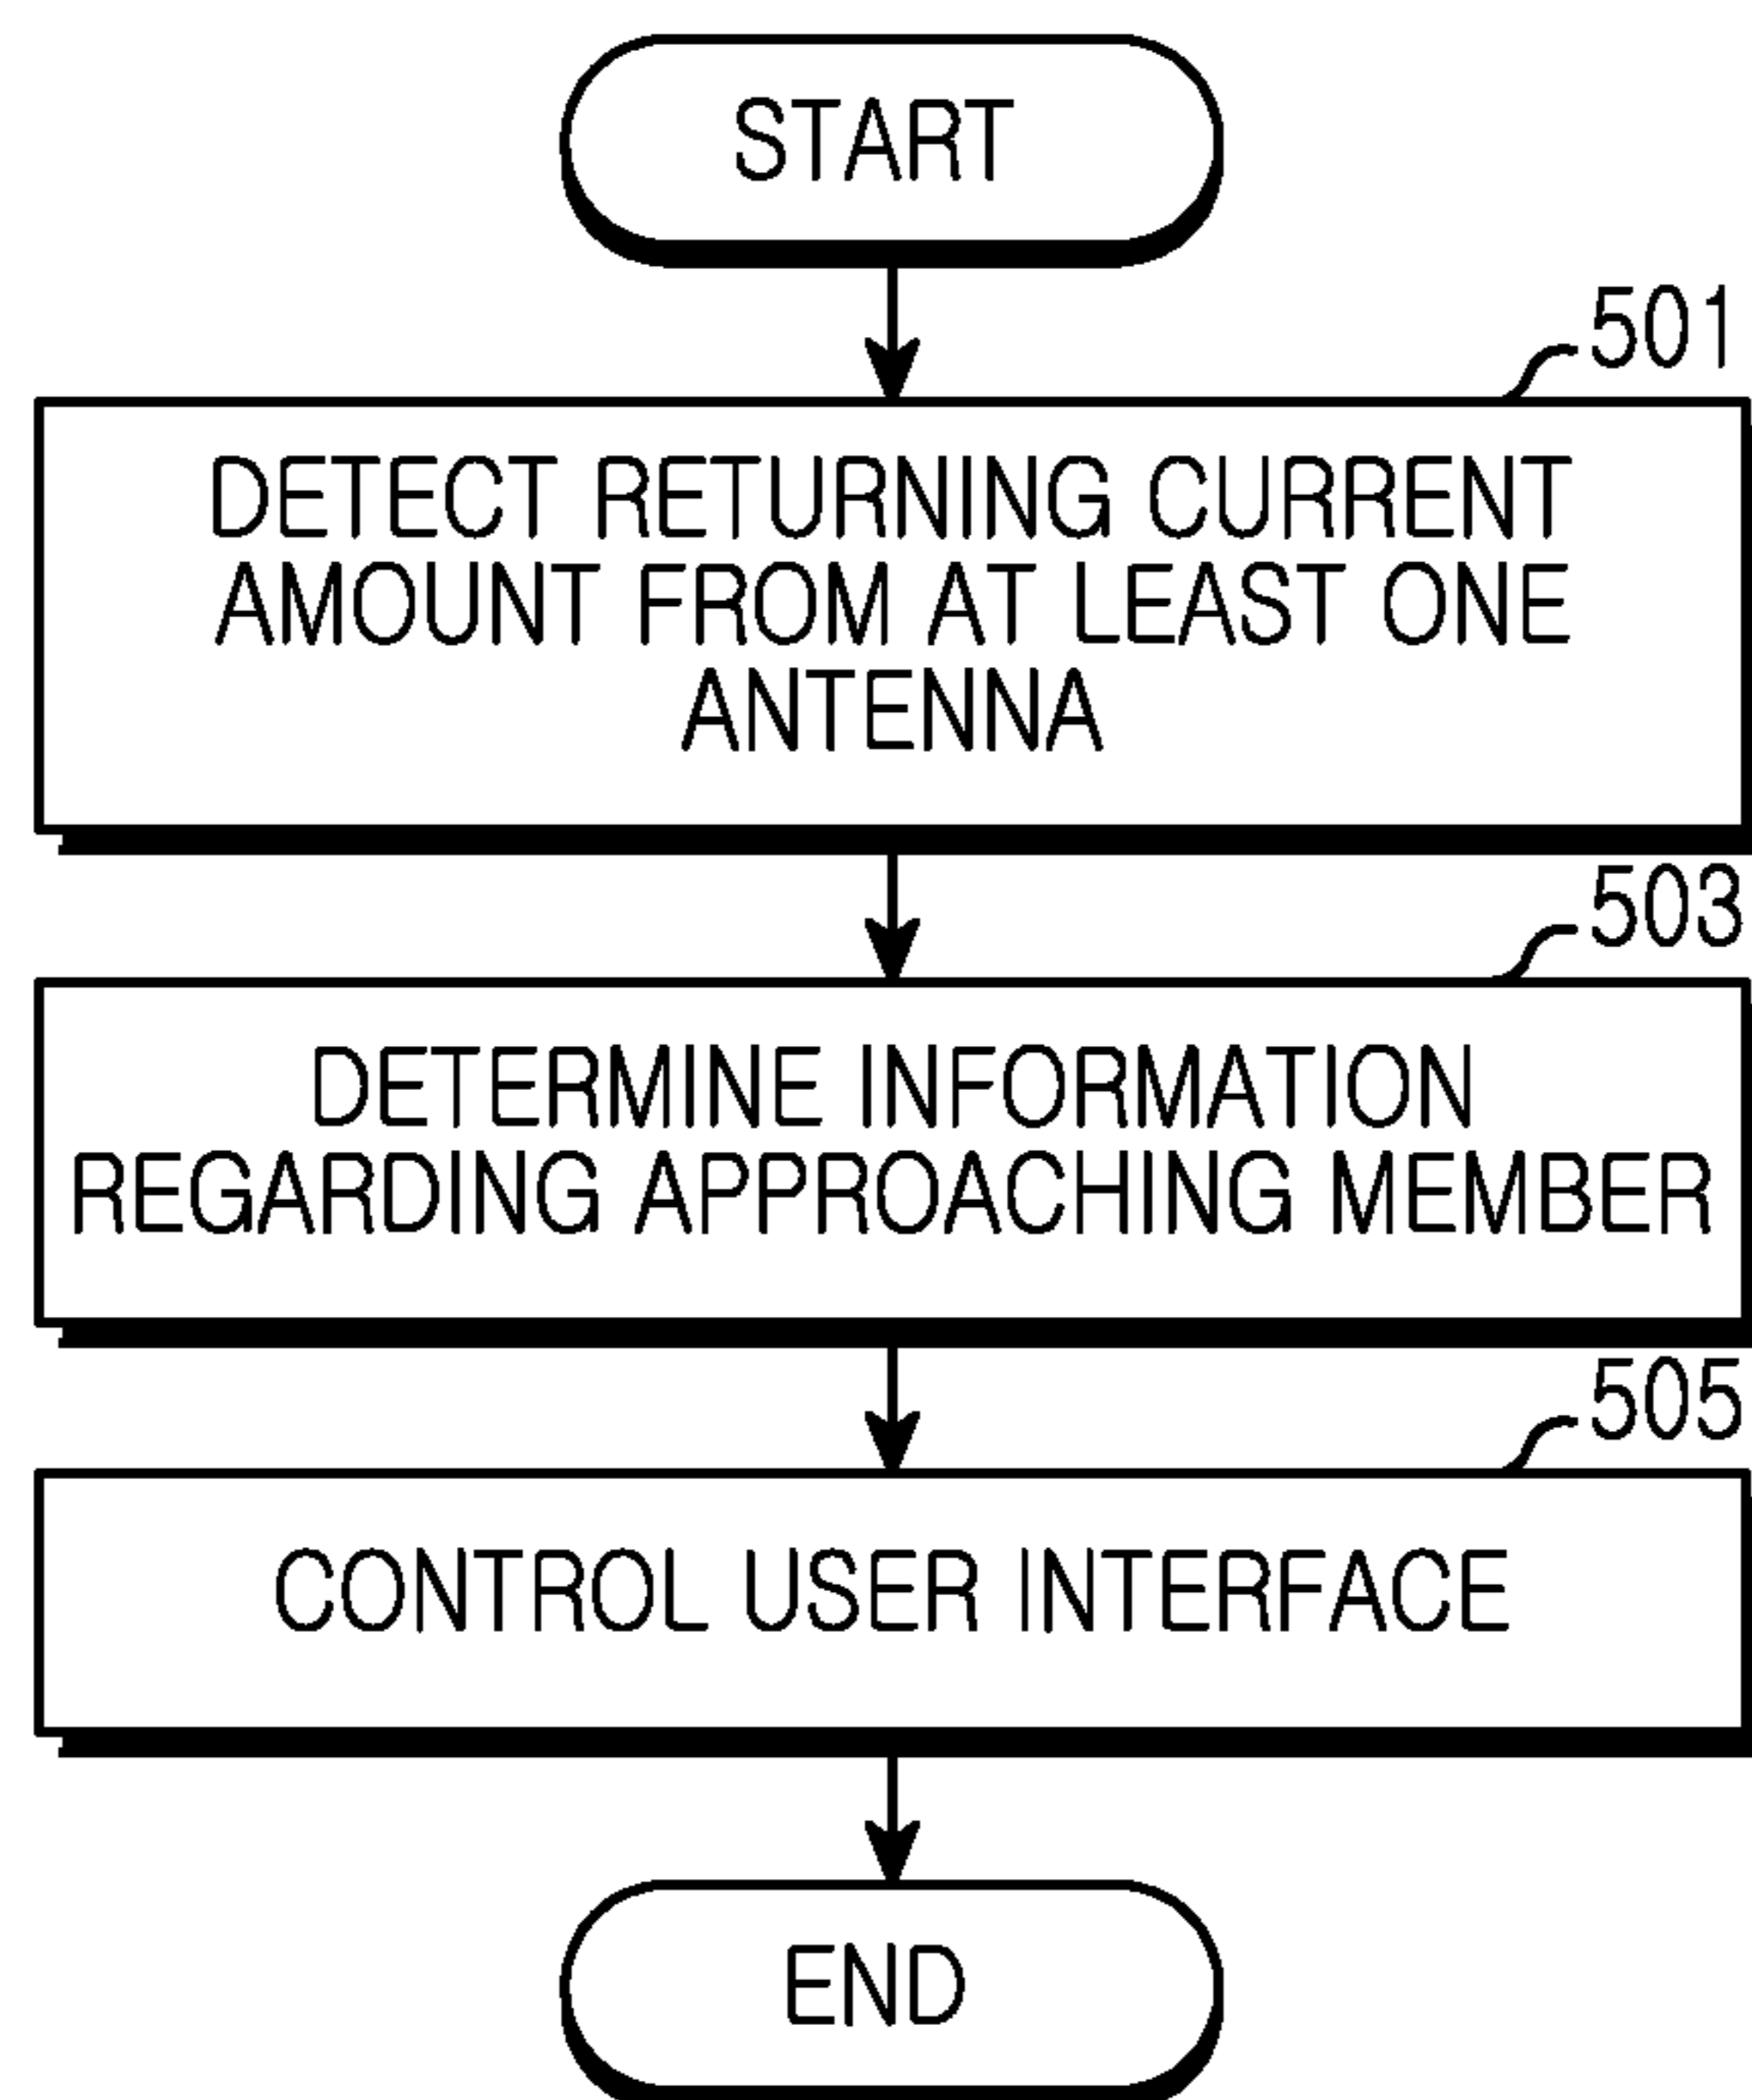 START
501
DETECT RETURNING CURRENT
AMOUNT FROM AT LEAST ONE
ANTENNA
503
DETERMINE INFORMATION
REGARDING APPROACHING MEMBER
505
CONTROL USER INTERFACE
END